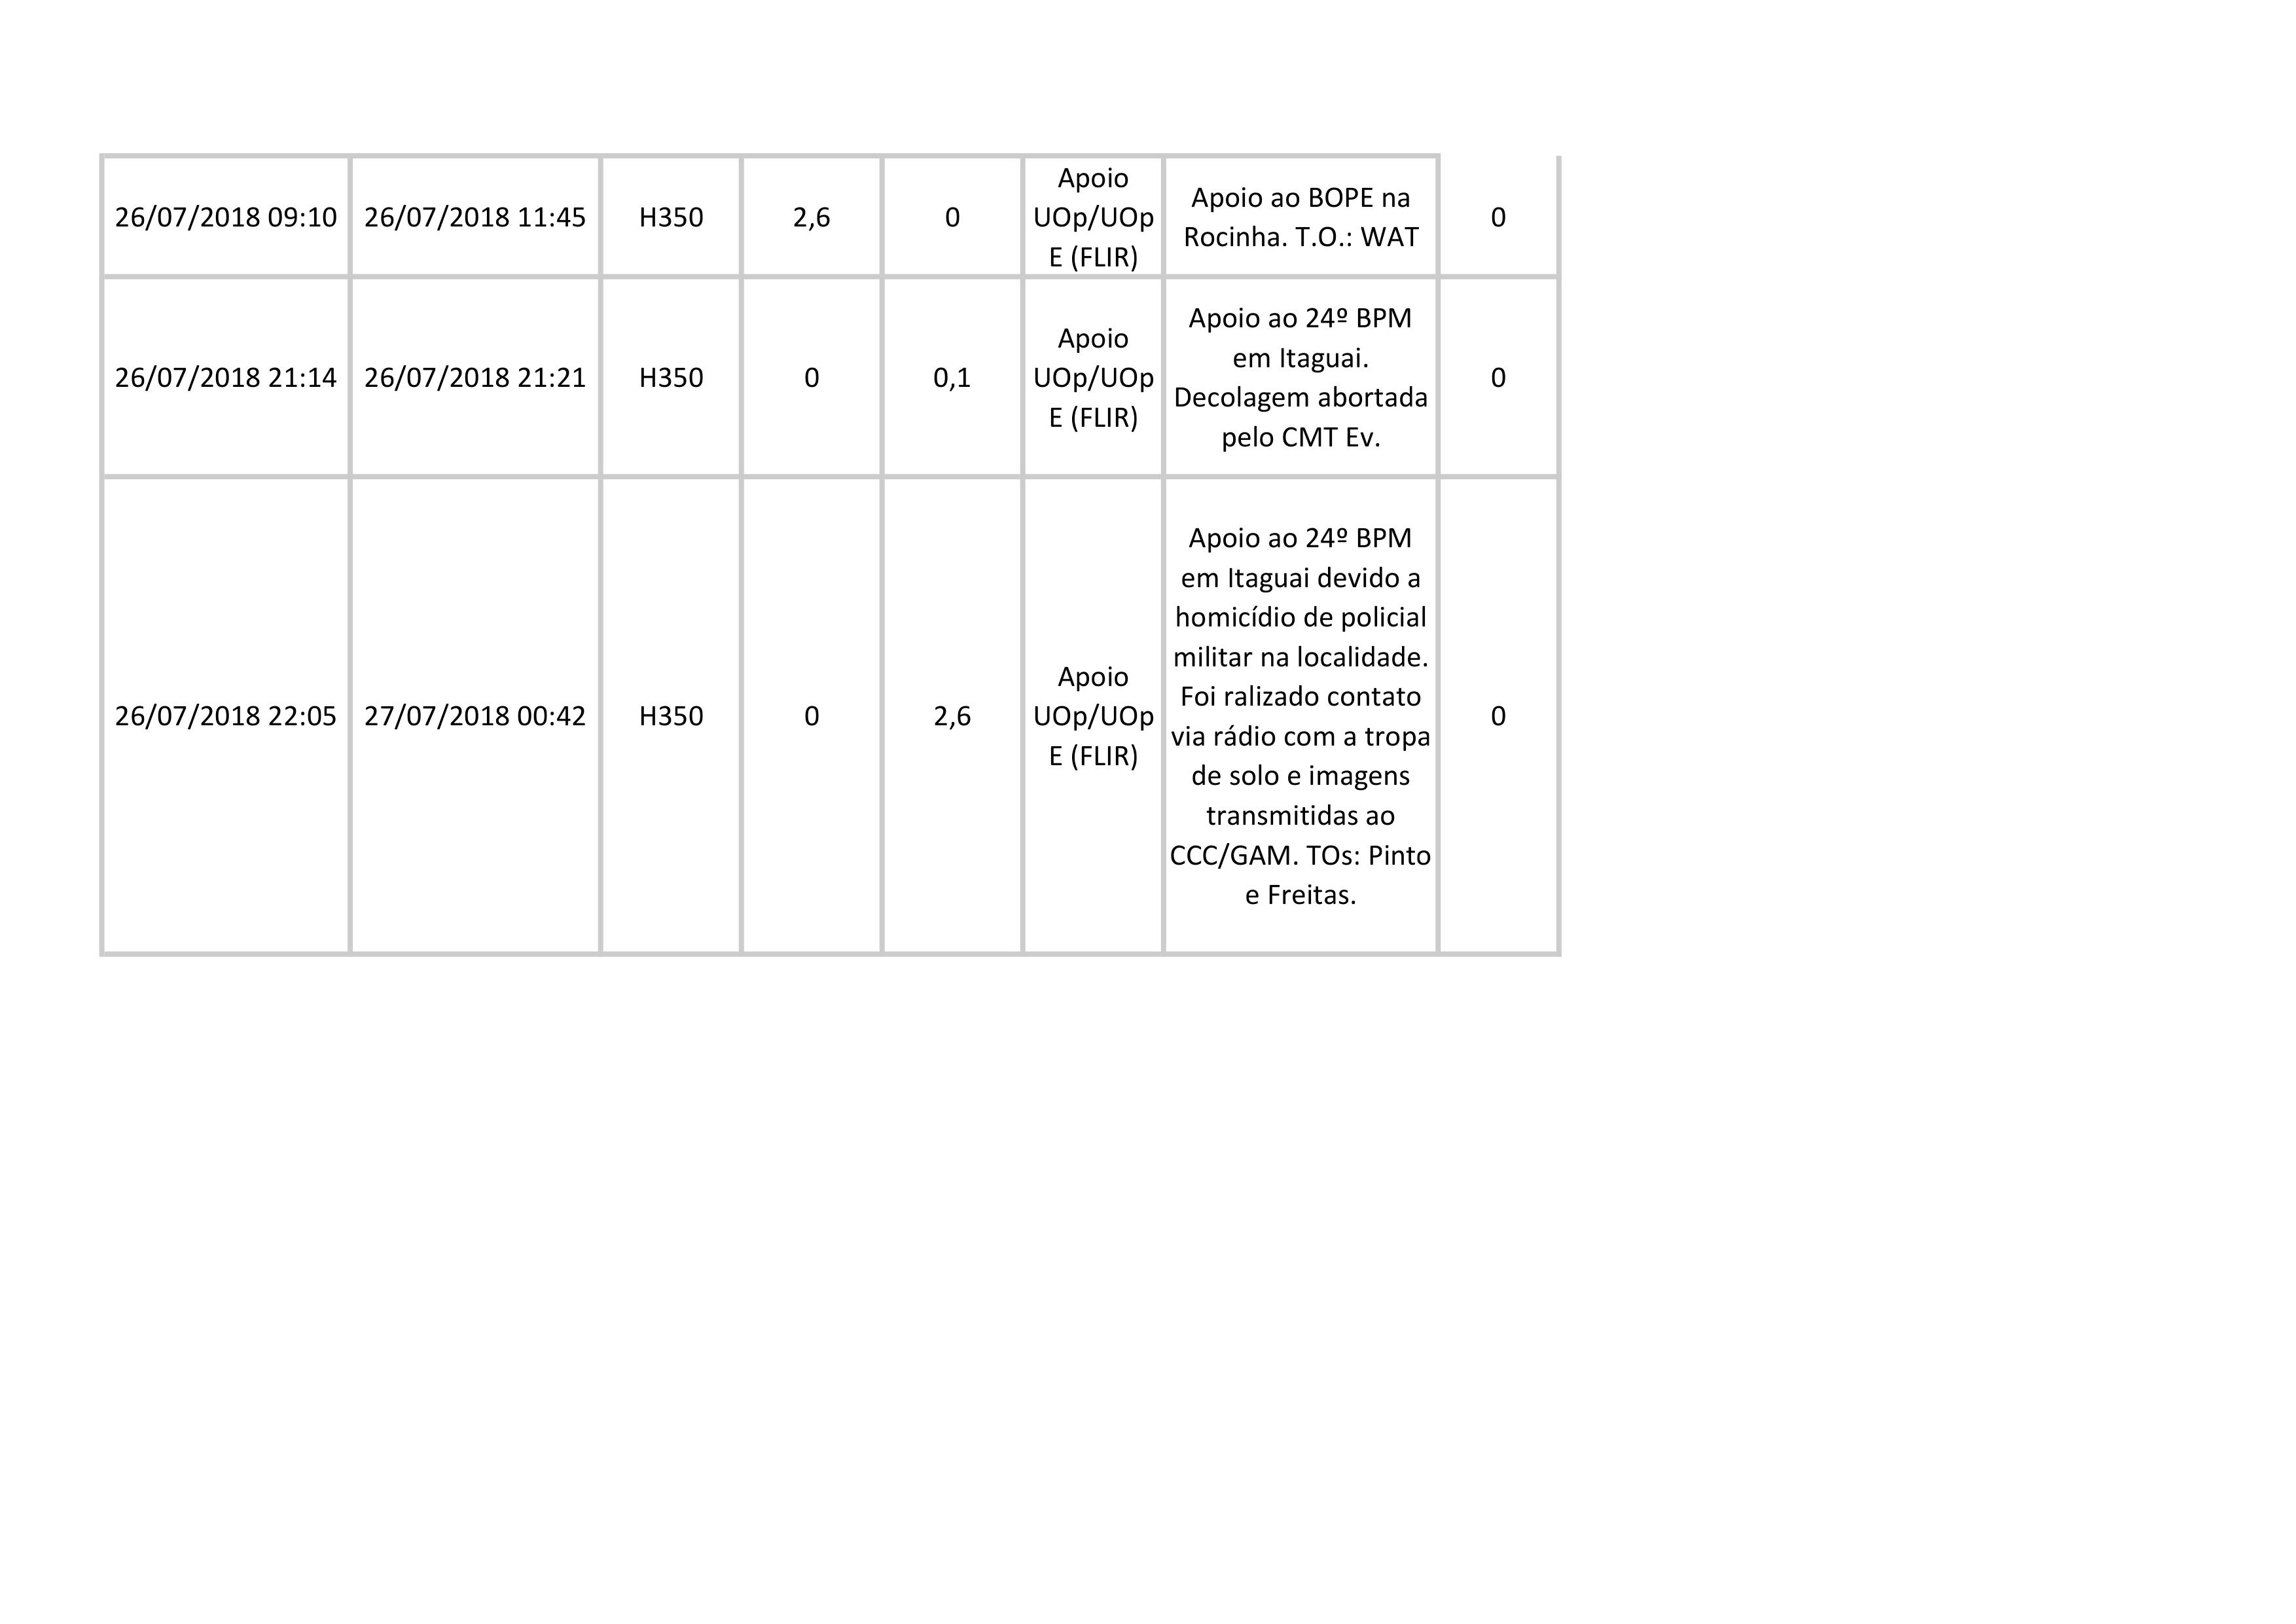 26/07/2018 09:10 26/07/2018 11:45 H350 2,6 0 Apoio
UOp/UOp
E (FLIR) Apoio ao BOPE na
Rocinha. T.O.: WAT 0
26/07/2018 21:14 26/07/2018 21:21 H350 0 0,1 Apoio
UOp/UOp
E (FLIR) Apoio ao 24º BPM
em Itaguai.
Decolagem abortada
pelo CMT Ev. 0
26/07/2018 22:05 27/07/2018 00:42 H350 0 2,6 Apoio
UOp/UOp
E (FLIR) Apoio ao 24º BPM
em Itaguai devido a
homicídio de policial
militar na localidade.
Foi ralizado contato
via rádio com a tropa
de solo e imagens
transmitidas ao
CCC/GAM. TOs: Pinto
e Freitas. 0